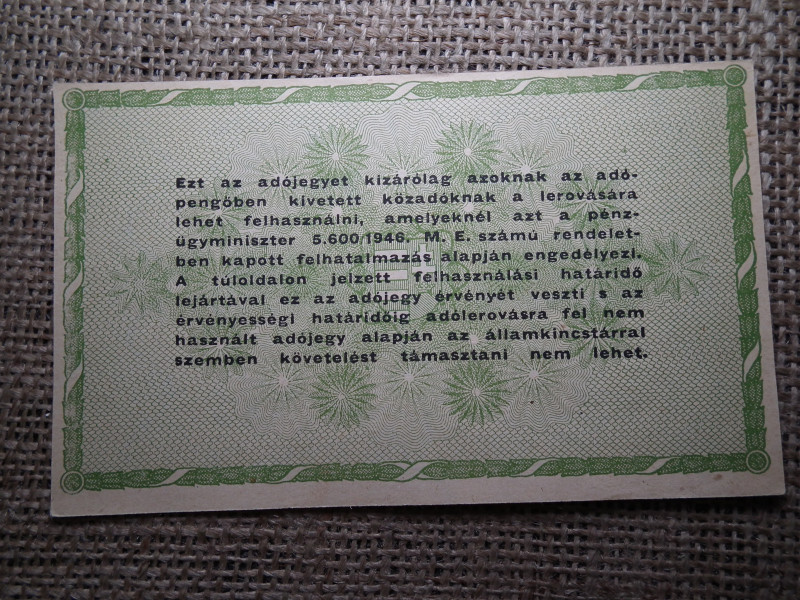 Ezt az adójegyet kizárólag azoknak az adó-
pengőben kivetett közadóknak a lerovására
lehet felhasználni, amelyeknél azt a pénz-
ügyminiszter 5.600/1946. M. E. számú rendelet-
ben kapott felhatalmazás alapján engedélyezi.
A túloldalon jelzett felhasználási határidő
lejártával ez az adójegy érvényét veszti s az
érvényességi határidőig adólerovásra fel nem
használt adójegy alapján az államkincstárral
szemben követelést támasztani nem lehet.